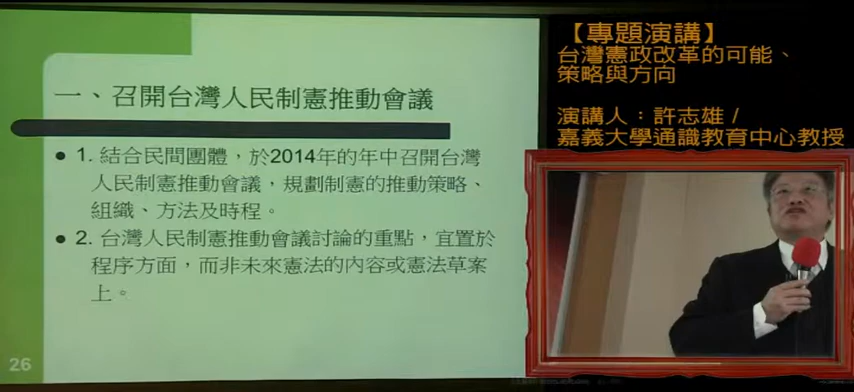 一、召開台灣人民制憲推動會議
● 1. 結合民間團體，於2014年的年中召開台灣
人民制憲推動會議，規劃制憲的推動策略、
組織、方法及時程。
● 2. 台灣人民制憲推動會議討論的重點，宜置於
程序方面，而非未來憲法的內容或憲法草案
上。
26
【專題演講】
台灣憲政改革的可能、
策略與方向
演講人：許志雄 /
嘉義大學通識教育中心教授